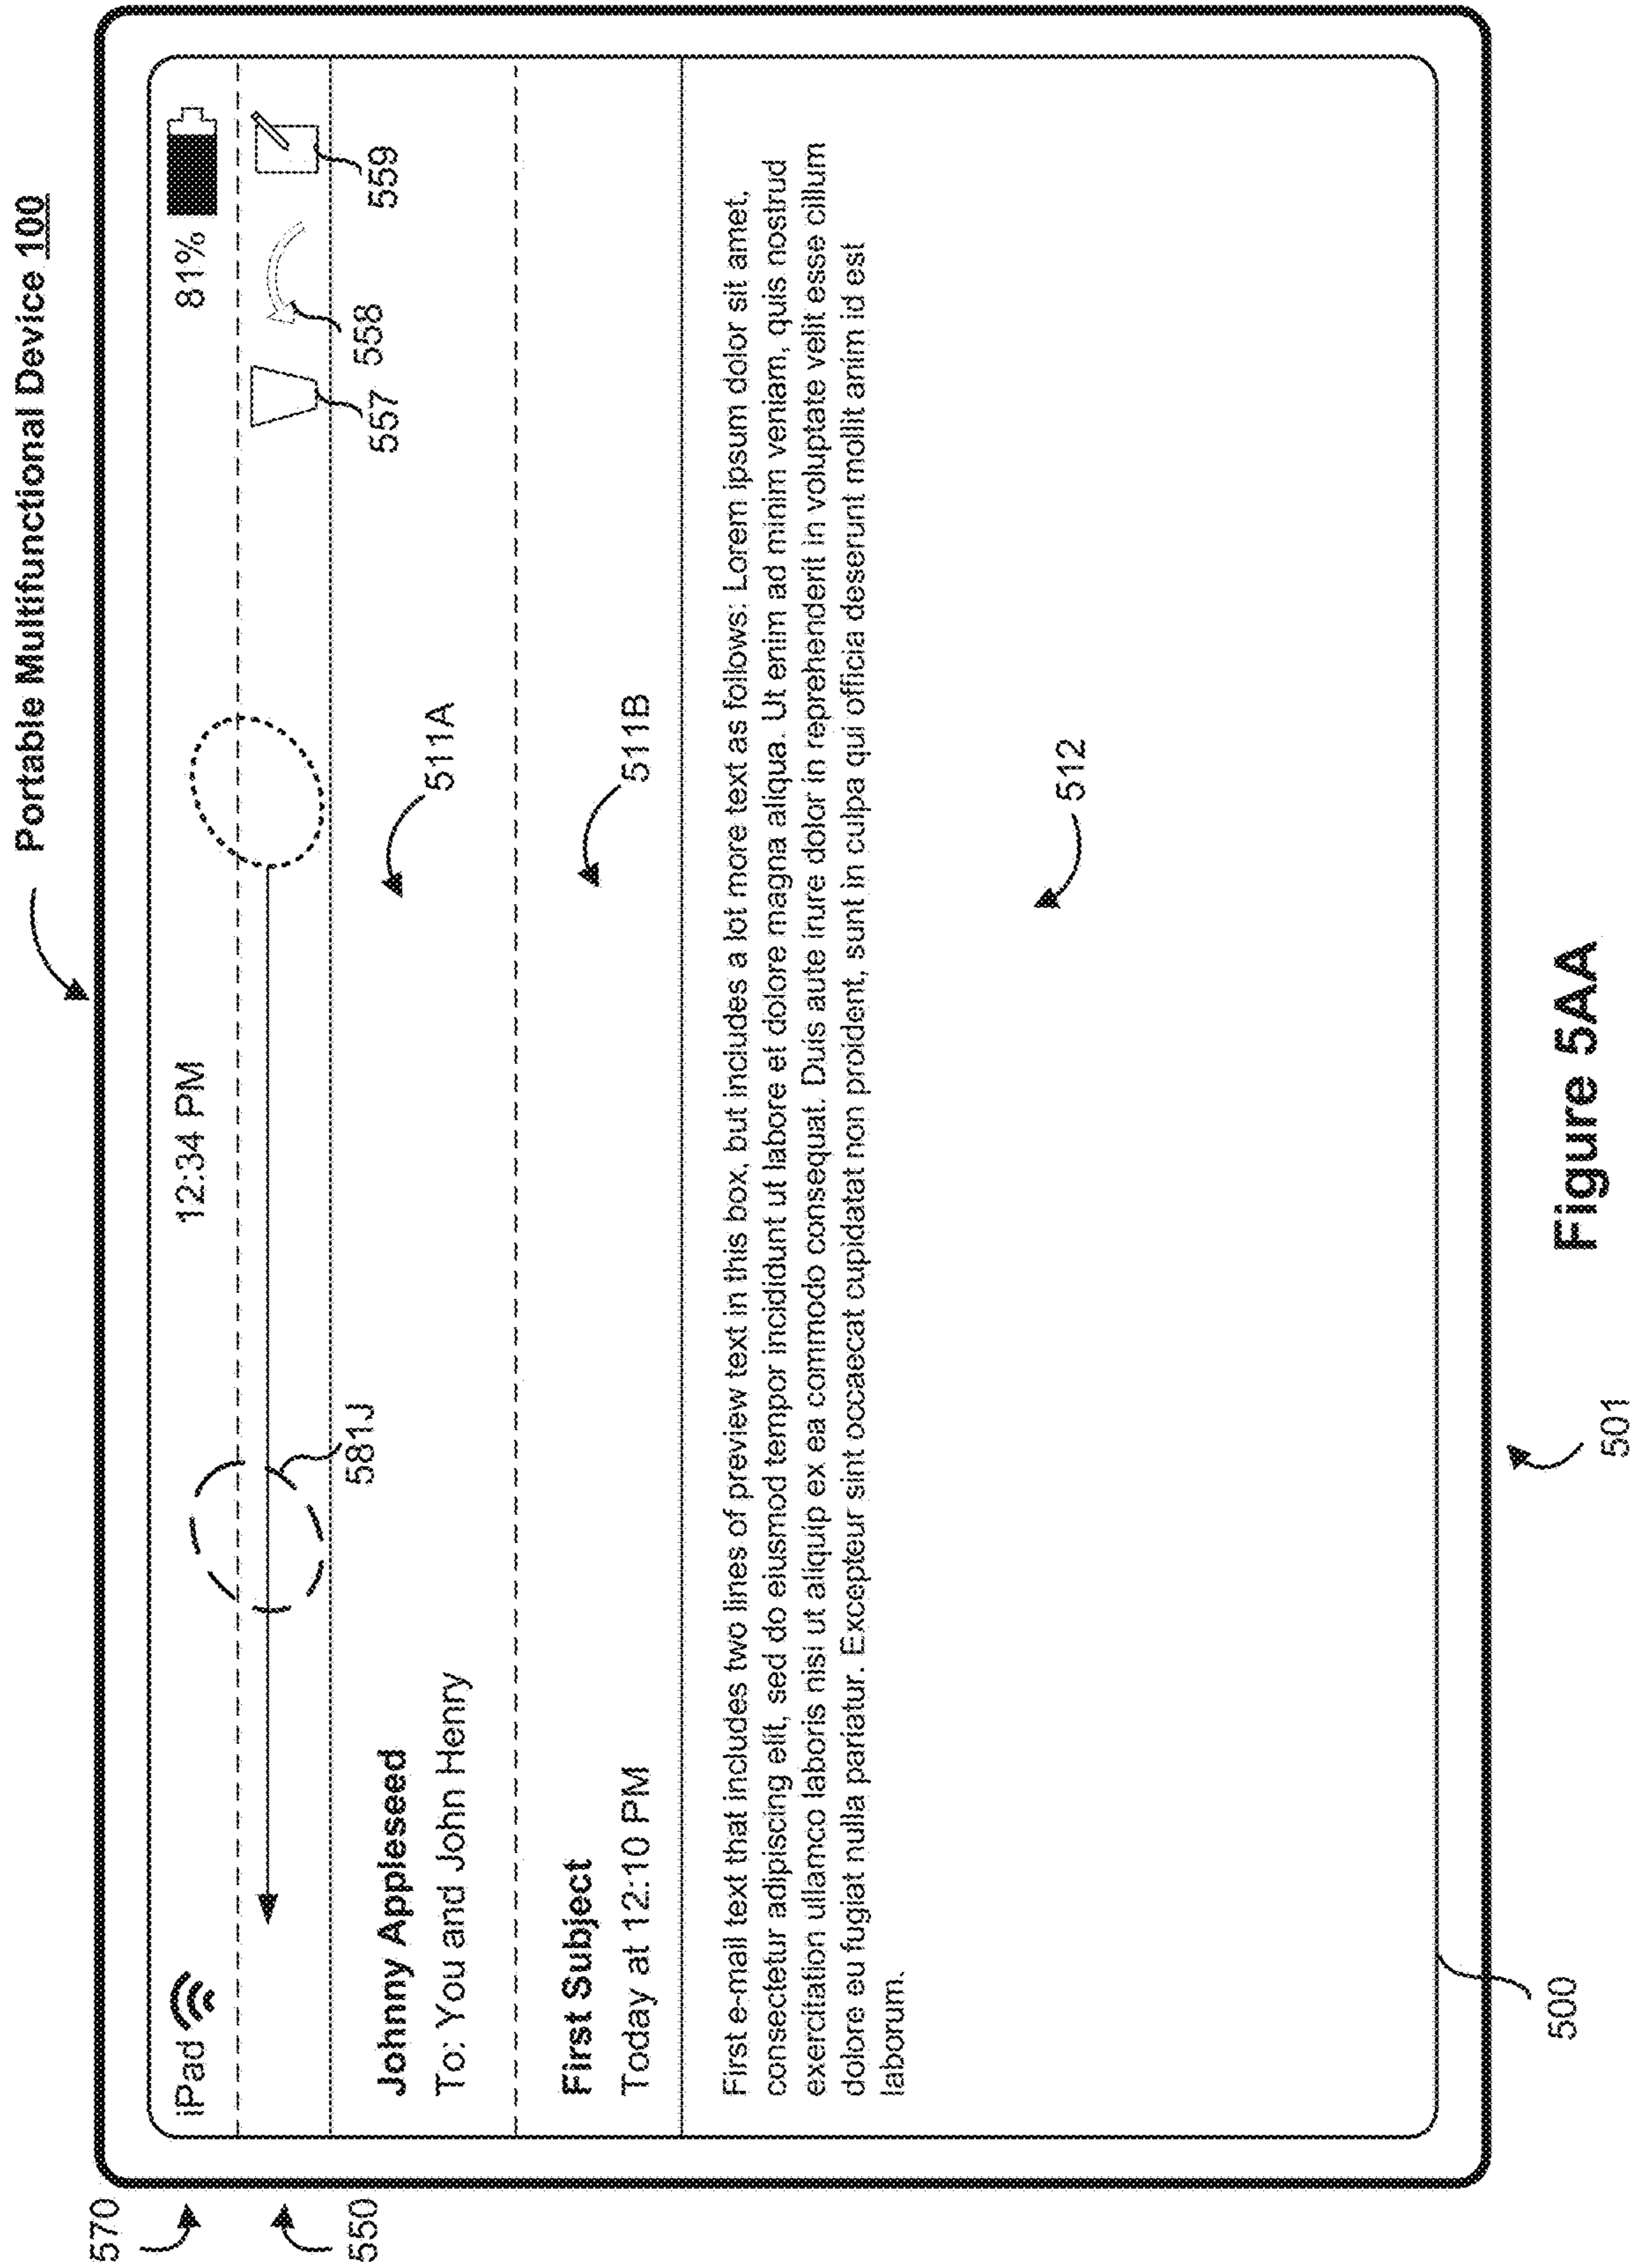 Portable Multifunctional Device 100
570
550
iPad
12:34 PM
81%
581J
557
558
559
Johnny Appleseed
To: You and John Henry
511A
First Subject
Today at 12:10 PM
511B
First e-mail text that includes two lines of preview text in this box, but includes a lot more text as follows: Lorem ipsum dolor sit amet,
consectetur adipiscing elit, sed do eiusmod tempor incididunt ut labore et dolore magna aliqua. Ut enim ad minim veniam, quis nostrud
exercitation ullamco laboris nisi ut aliquip ex ea commodo consequat. Duis aute irure dolor in reprehenderit in voluptate velit esse cillum
dolore eu fugiat nulla pariatur. Excepteur sint occaecat cupidatat non proident, sunt in culpa qui officia deserunt mollit anim id est
laborum.
512
500
501
Figure 5AA